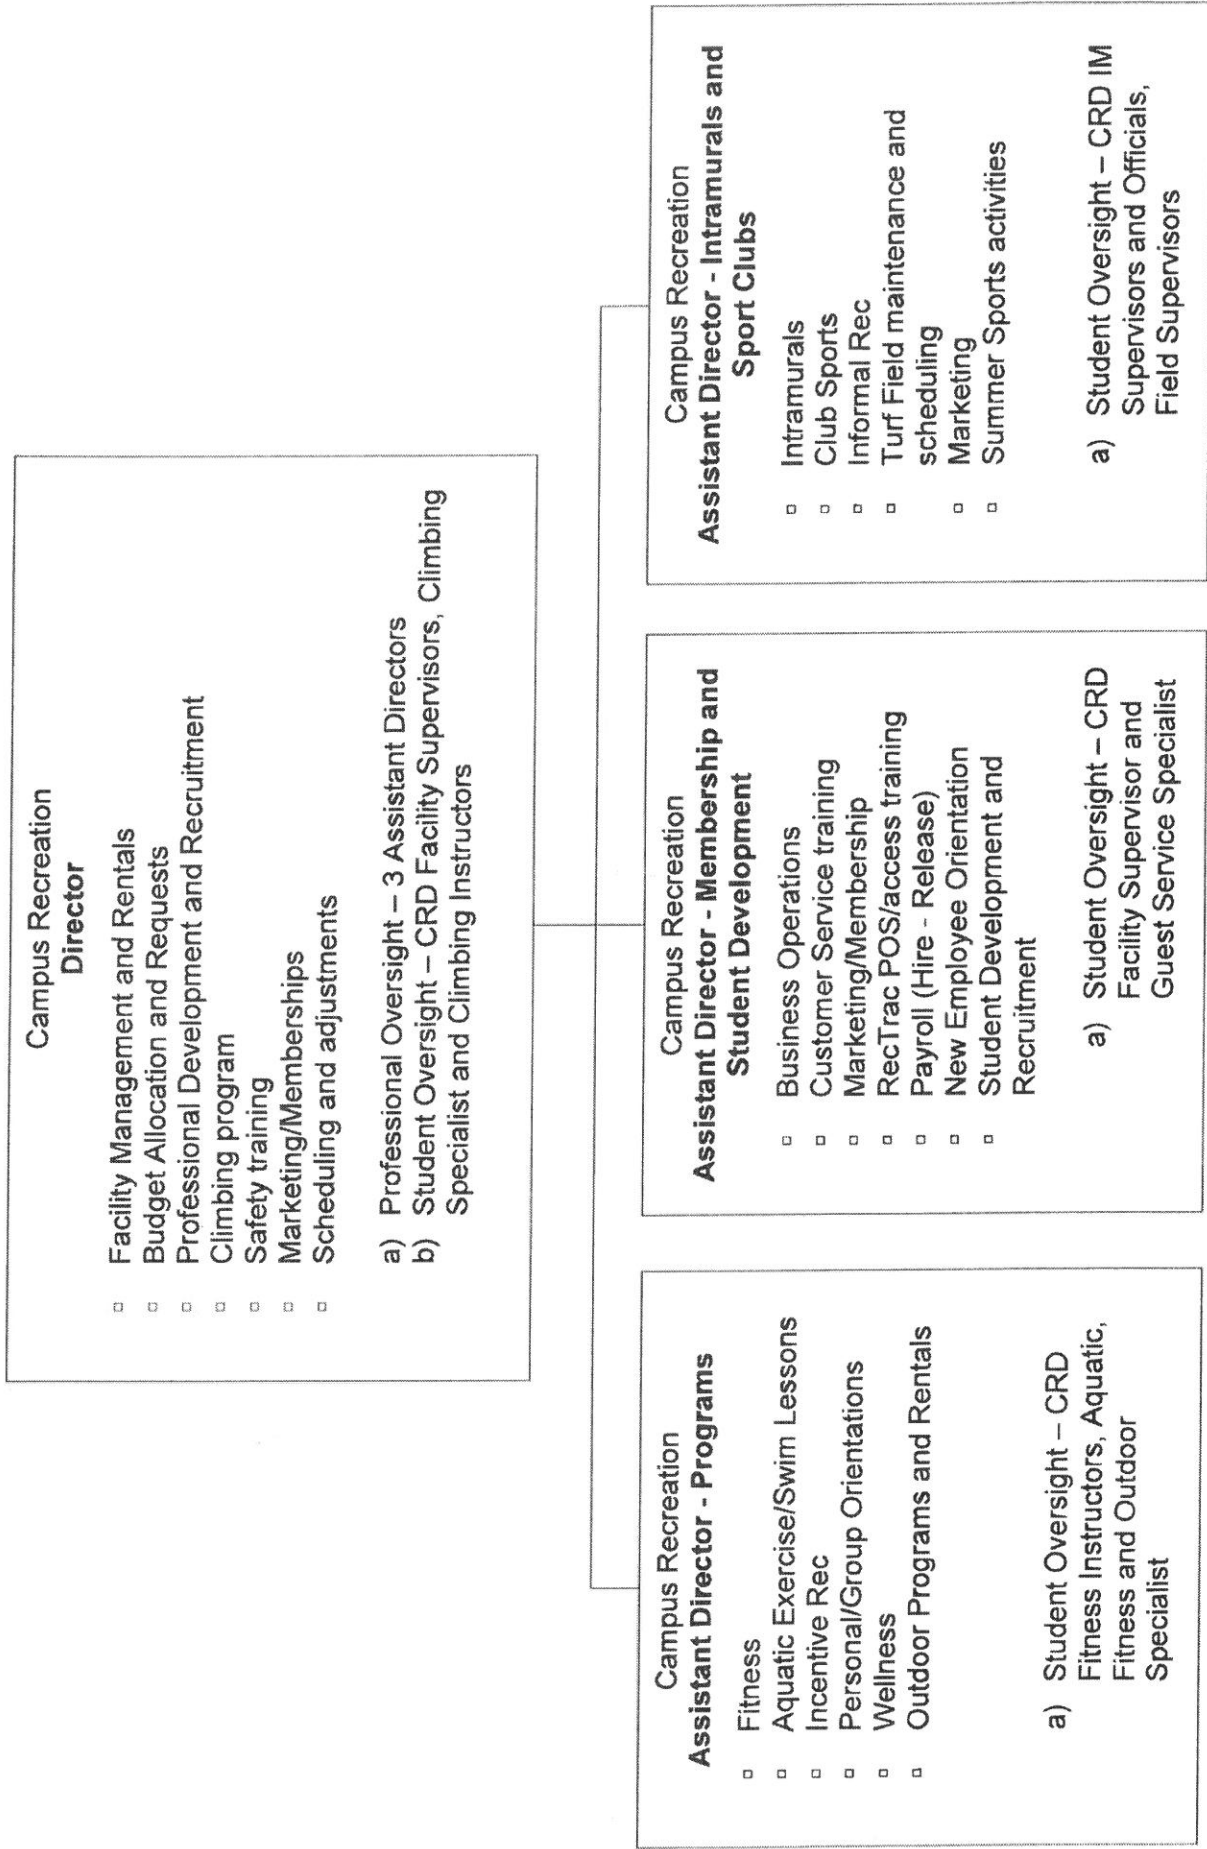 Campus Recreation
Director
▫ Facility Management and Rentals
▫ Budget Allocation and Requests
▫ Professional Development and Recruitment
▫ Climbing program
▫ Safety training
▫ Marketing/Memberships
▫ Scheduling and adjustments
a) Professional Oversight – 3 Assistant Directors
b) Student Oversight – CRD Facility Supervisors, Climbing
Specialist and Climbing Instructors
Campus Recreation
Assistant Director - Programs
▫ Fitness
▫ Aquatic Exercise/Swim Lessons
▫ Incentive Rec
▫ Personal/Group Orientations
▫ Wellness
▫ Outdoor Programs and Rentals
a) Student Oversight – CRD
Fitness Instructors, Aquatic,
Fitness and Outdoor
Specialist
Campus Recreation
Assistant Director - Membership and
Student Development
▫ Business Operations
▫ Customer Service training
▫ Marketing/Membership
▫ RecTrac POS/access training
▫ Payroll (Hire - Release)
▫ New Employee Orientation
▫ Student Development and
Recruitment
a) Student Oversight – CRD
Facility Supervisor and
Guest Service Specialist
Campus Recreation
Assistant Director - Intramurals and
Sport Clubs
▫ Intramurals
▫ Club Sports
▫ Informal Rec
▫ Turf Field maintenance and
scheduling
▫ Marketing
▫ Summer Sports activities
a) Student Oversight – CRD IM
Supervisors and Officials,
Field Supervisors